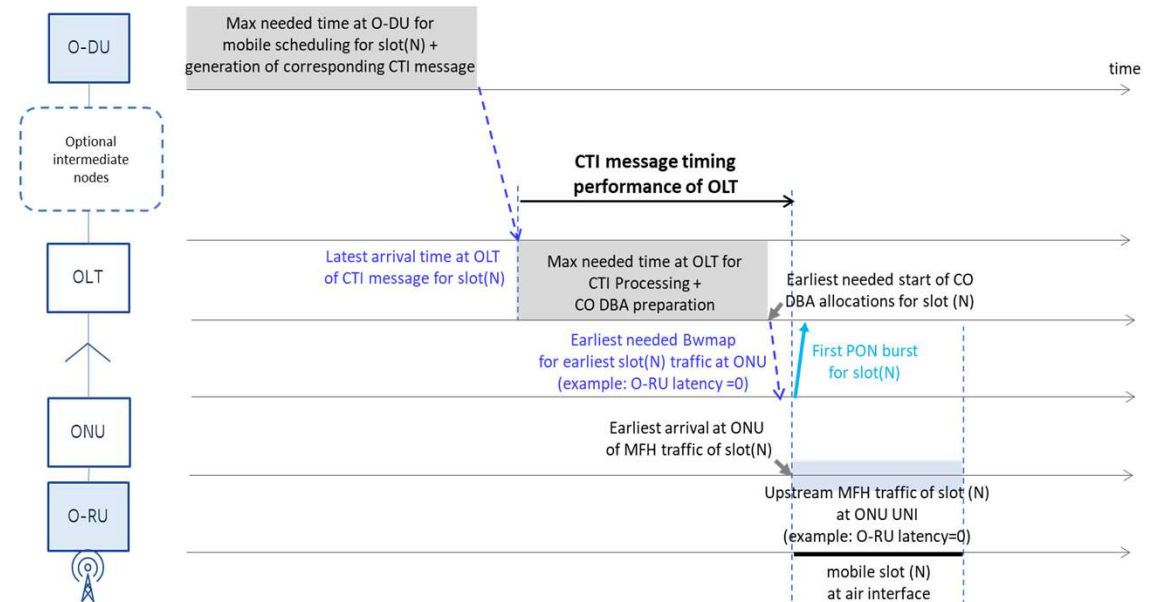 O-DU
Max needed time at O-DU for
mobile scheduling for slot(N) +
generation of corresponding CTI message
time
Optional
intermediate
nodes
CTI message timing
performance of OLT
OLT
Latest arrival time at OLT
of CTI message for slot(N)
Max needed time at OLT for
CTI Processing +
CO DBA preparation
Earliest needed start of CO
DBA allocations for slot (N)
Earliest needed Bwmap
for earliest slot(N) traffic at ONU
(example: O-RU latency =0)
First PON burst
for slot(N)
ONU
Earliest arrival at ONU
of MFH traffic of slot(N)
O-RU
Upstream MFH traffic of slot (N)
at ONU UNI
(example: O-RU latency=0)
mobile slot (N)
at air interface